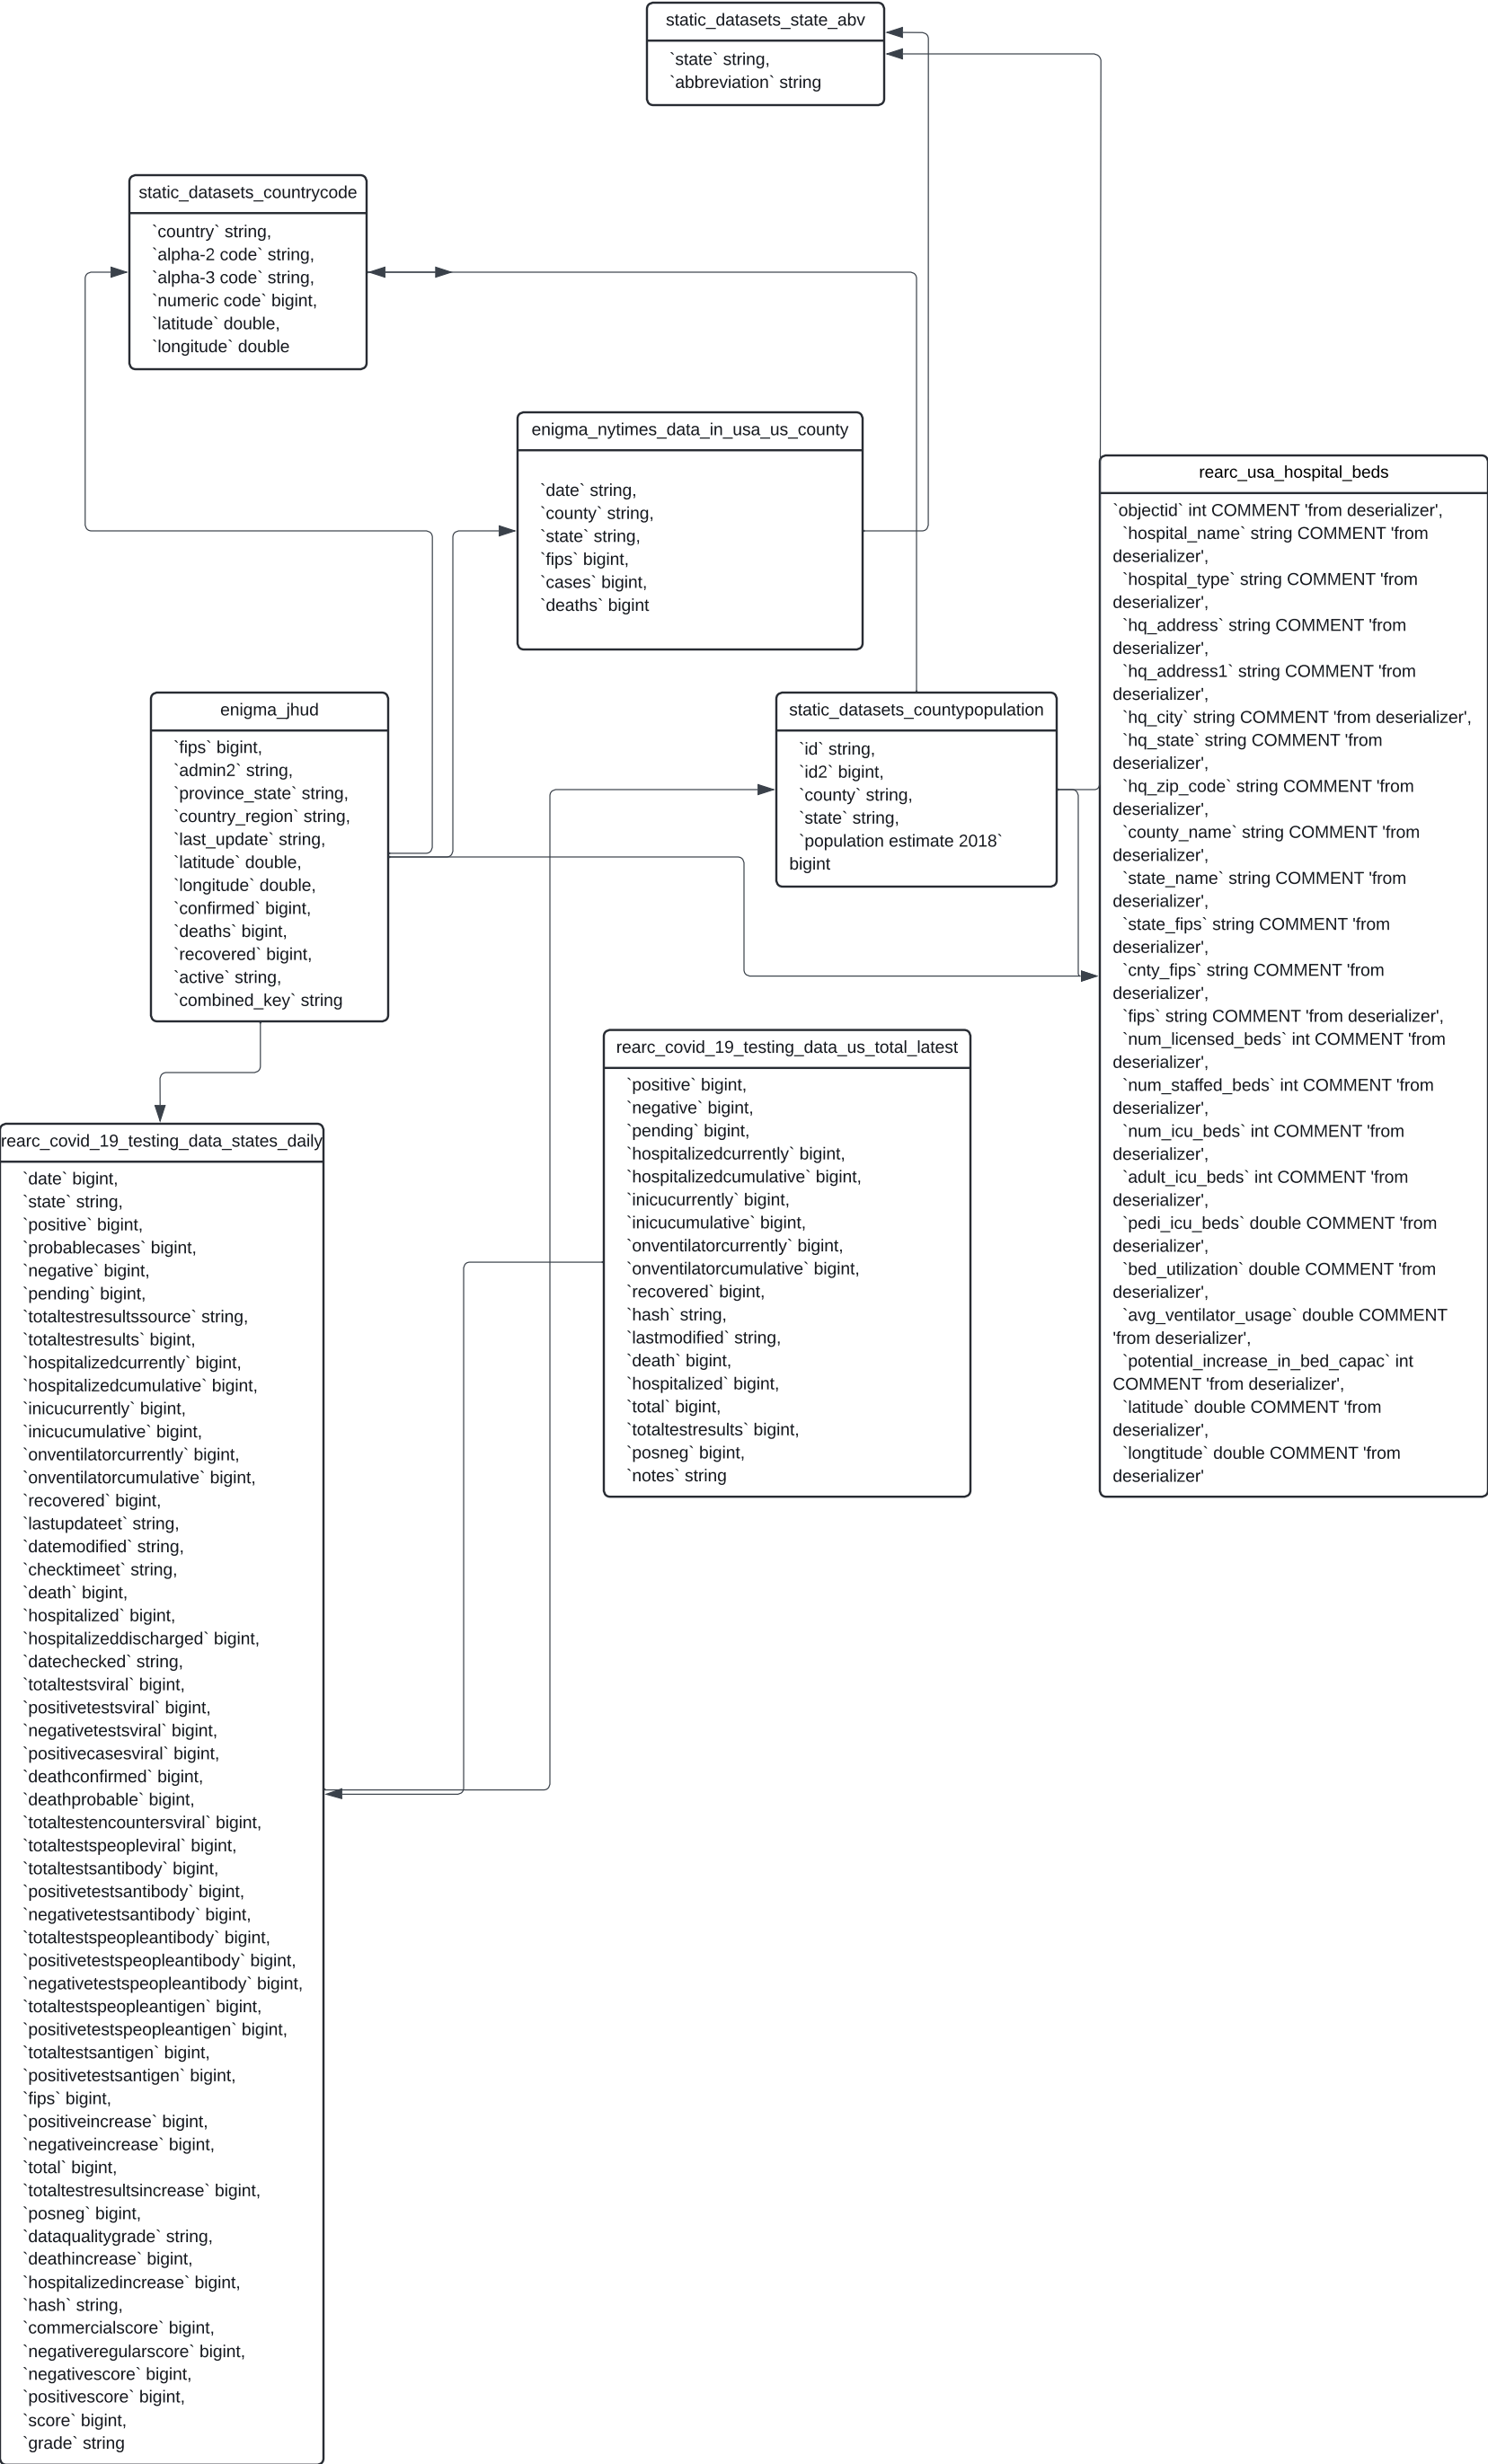 static_datasets_state_abv
`state` string,
`abbreviation` string
static_datasets_countrycode
`country` string,
`alpha-2 code` string,
`alpha-3 code` string,
`numeric code` bigint,
`latitude` double,
`longitude` double
enigma_nytimes_data_in_usa_us_county
`date` string,
`county` string,
`state` string,
`fips` bigint,
`cases` bigint,
`deaths` bigint
rearc_usa_hospital_beds
`objectid` int COMMENT 'from deserializer',
`hospital_name` string COMMENT 'from
deserializer',
`hospital_type` string COMMENT 'from
deserializer',
`hq_address` string COMMENT 'from
deserializer',
`hq_address1` string COMMENT 'from
deserializer',
`hq_city` string COMMENT 'from deserializer',
`hq_state` string COMMENT 'from
deserializer',
`hq_zip_code` string COMMENT 'from
deserializer',
`county_name` string COMMENT 'from
deserializer',
`state_name` string COMMENT 'from
deserializer',
`state_fips` string COMMENT 'from
deserializer',
`cnty_fips` string COMMENT 'from
deserializer',
`fips` string COMMENT 'from deserializer',
`num_licensed_beds` int COMMENT 'from
deserializer',
`num_staffed_beds` int COMMENT 'from
deserializer',
`num_icu_beds` int COMMENT 'from
deserializer',
`adult_icu_beds` int COMMENT 'from
deserializer',
`pedi_icu_beds` double COMMENT 'from
deserializer',
`bed_utilization` double COMMENT 'from
deserializer',
`avg_ventilator_usage` double COMMENT
'from deserializer',
`potential_increase_in_bed_capac` int
COMMENT 'from deserializer',
`latitude` double COMMENT 'from
deserializer',
`longtitude` double COMMENT 'from
deserializer'
enigma_jhud
`fips` bigint,
`admin2` string,
`province_state` string,
`country_region` string,
`last_update` string,
`latitude` double,
`longitude` double,
`confirmed` bigint,
`deaths` bigint,
`recovered` bigint,
`active` string,
`combined_key` string
static_datasets_countypopulation
`id` string,
`id2` bigint,
`county` string,
`state` string,
`population estimate 2018`
bigint
rearc_covid_19_testing_data_us_total_latest
`positive` bigint,
`negative` bigint,
`pending` bigint,
`hospitalizedcurrently` bigint,
`hospitalizedcumulative` bigint,
`inicucurrently` bigint,
`inicucumulative` bigint,
`onventilatorcurrently` bigint,
`onventilatorcumulative` bigint,
`recovered` bigint,
`hash` string,
`lastmodified` string,
`death` bigint,
`hospitalized` bigint,
`total` bigint,
`totaltestresults` bigint,
`posneg` bigint,
`notes` string
rearc_covid_19_testing_data_states_daily
`date` bigint,
`state` string,
`positive` bigint,
`probablecases` bigint,
`negative` bigint,
`pending` bigint,
`totaltestresultssource` string,
`totaltestresults` bigint,
`hospitalizedcurrently` bigint,
`hospitalizedcumulative` bigint,
`inicucurrently` bigint,
`inicucumulative` bigint,
`onventilatorcurrently` bigint,
`onventilatorcumulative` bigint,
`recovered` bigint,
`lastupdateet` string,
`datemodified` string,
`checktimeet` string,
`death` bigint,
`hospitalized` bigint,
`hospitalizeddischarged` bigint,
`datechecked` string,
`totaltestsviral` bigint,
`positivetestsviral` bigint,
`negativetestsviral` bigint,
`positivecasesviral` bigint,
`deathconfirmed` bigint,
`deathprobable` bigint,
`totaltestencountersviral` bigint,
`totaltestspeopleviral` bigint,
`totaltestsantibody` bigint,
`positivetestsantibody` bigint,
`negativetestsantibody` bigint,
`totaltestspeopleantibody` bigint,
`positivetestspeopleantibody` bigint,
`negativetestspeopleantibody` bigint,
`totaltestspeopleantigen` bigint,
`positivetestspeopleantigen` bigint,
`totaltestsantigen` bigint,
`positivetestsantigen` bigint,
`fips` bigint,
`positiveincrease` bigint,
`negativeincrease` bigint,
`total` bigint,
`totaltestresultsincrease` bigint,
`posneg` bigint,
`dataqualitygrade` string,
`deathincrease` bigint,
`hospitalizedincrease` bigint,
`hash` string,
`commercialscore` bigint,
`negativeregularscore` bigint,
`negativescore` bigint,
`positivescore` bigint,
`score` bigint,
`grade` string